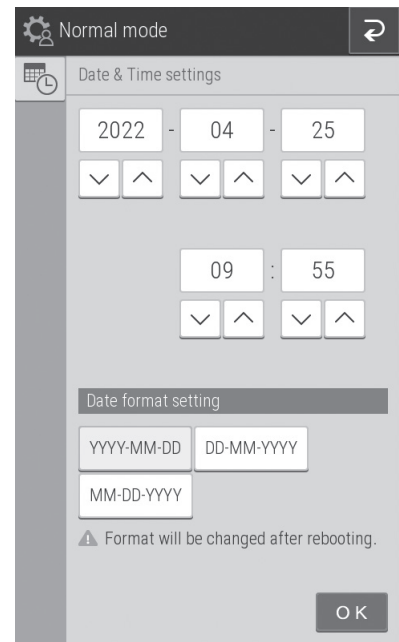 Normal mode
Date & Time settings
2022 - 04 - 25
09 : 55
Date format setting
YYYY-MM-DD DD-MM-YYYY
MM-DD-YYYY
Format will be changed after rebooting.
OK